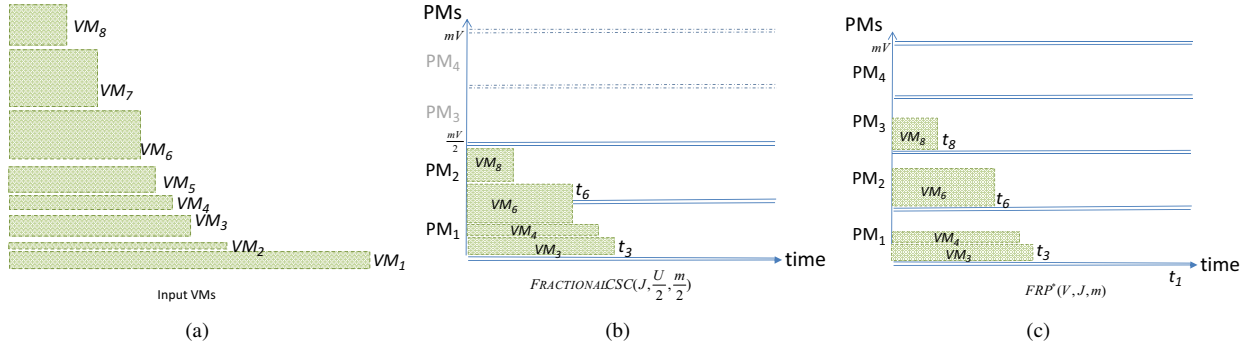 VM8
VM7
VM6
VM5
VM4
VM3
VM2
VM1
Input VMs
(a)
PMs
mV
PM4
PM3
mV/2
PM2
VM8
t6
VM6
PM1
VM4
VM3
t3
time
FRACTIONALCSC(J, U/2, m/2)
(b)
PMs
mV
PM4
PM3
VM8
t8
PM2
VM6
t6
PM1
VM4
VM3
t3
time
t1
FRP*(V, J, m)
(c)